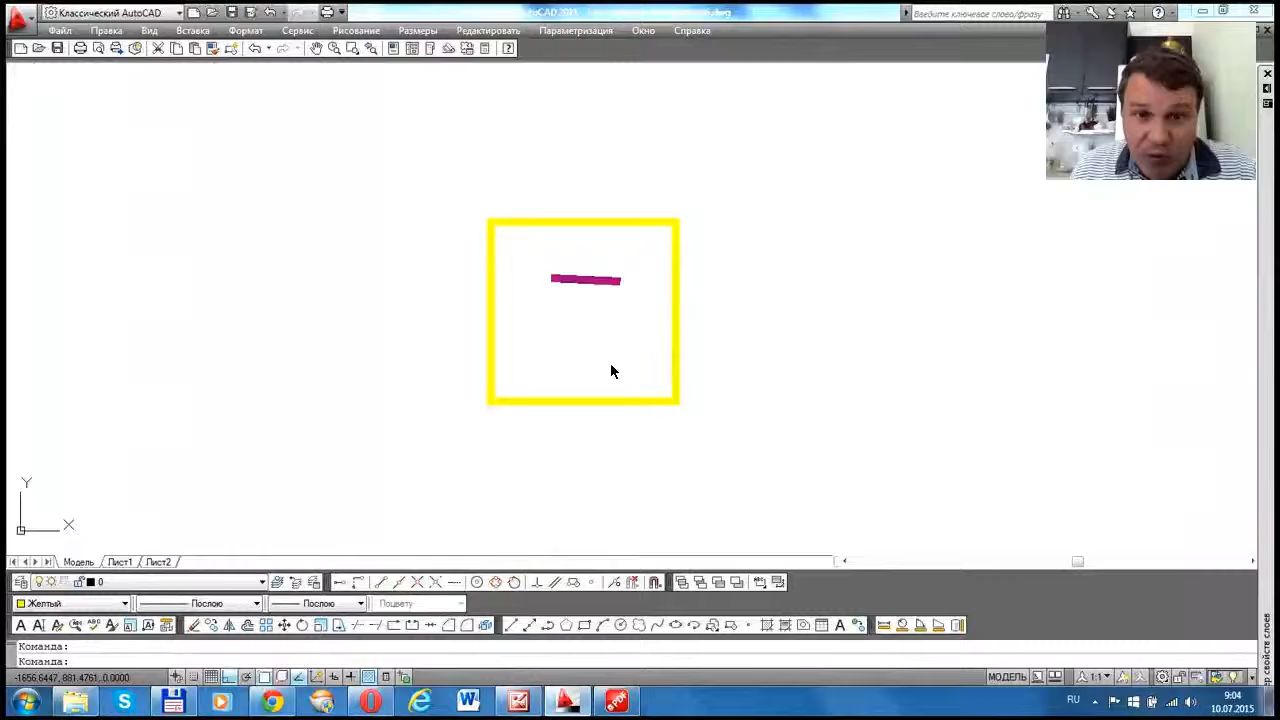 Классический AutoCAD
Введите ключевое слово/фразу
Файл Правка Вид Вставка Формат Сервис Рисование Размеры Редактировать Параметризация Окно Справка
Y
X
Модель Лист1 Лист2
0
Желтый Послою Послою Поцвету
Команда:
Команда:
-1656.6447, 881.4761, 0.0000
МОДЕЛЬ
1:1
RU
9:04
10.07.2015